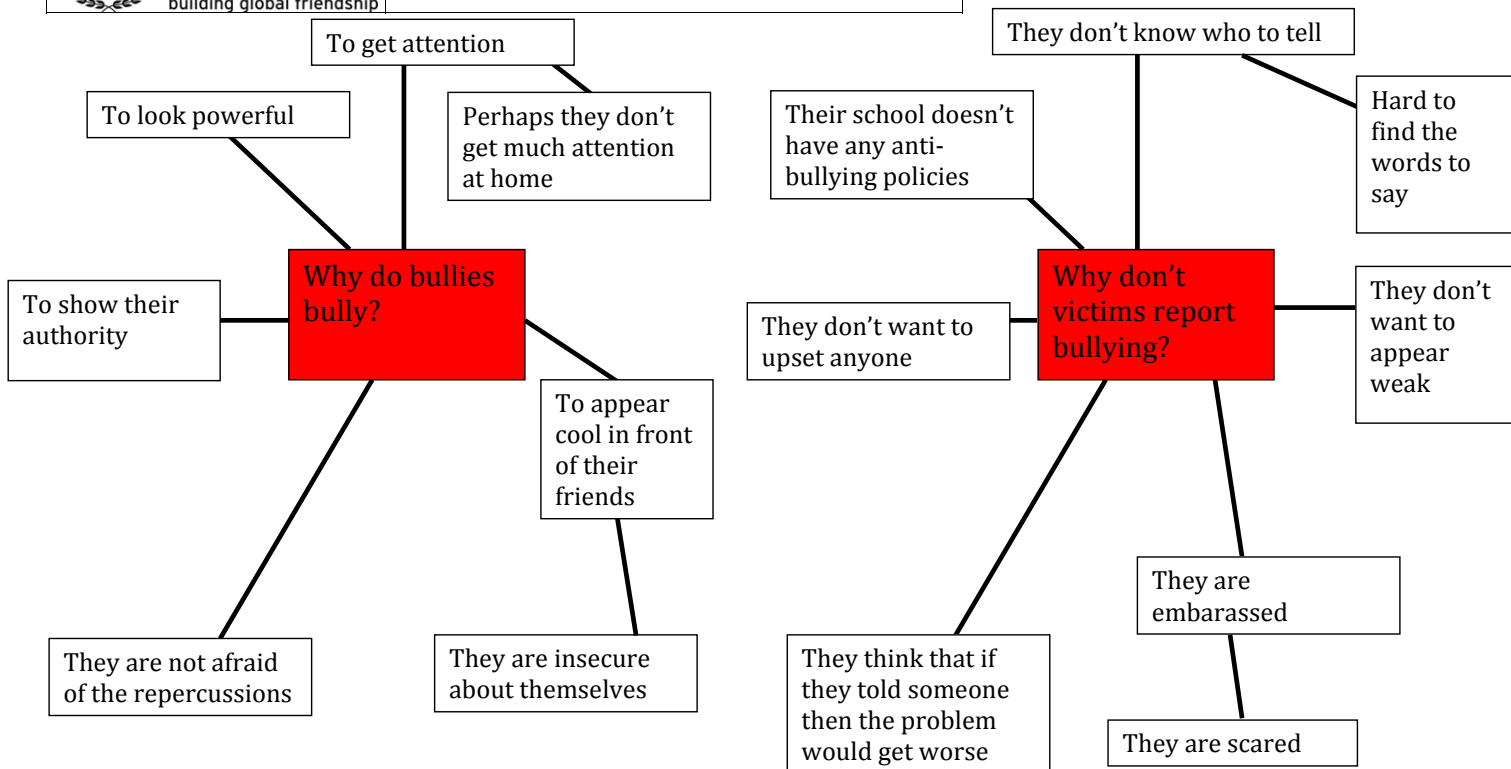 building global friendship
To get attention
To look powerful
Perhaps they don’t
get much attention
at home
Why do bullies
bully?
To show their
authority
To appear
cool in front
of their
friends
They are not afraid
of the repercussions
They are insecure
about themselves
They don’t know who to tell
Their school doesn’t
have any anti-
bullying policies
Hard to
find the
words to
say
Why don’t
victims report
bullying?
They don’t
want to
appear
weak
They don’t want to
upset anyone
They are
embarassed
They think that if
they told someone
then the problem
would get worse
They are scared